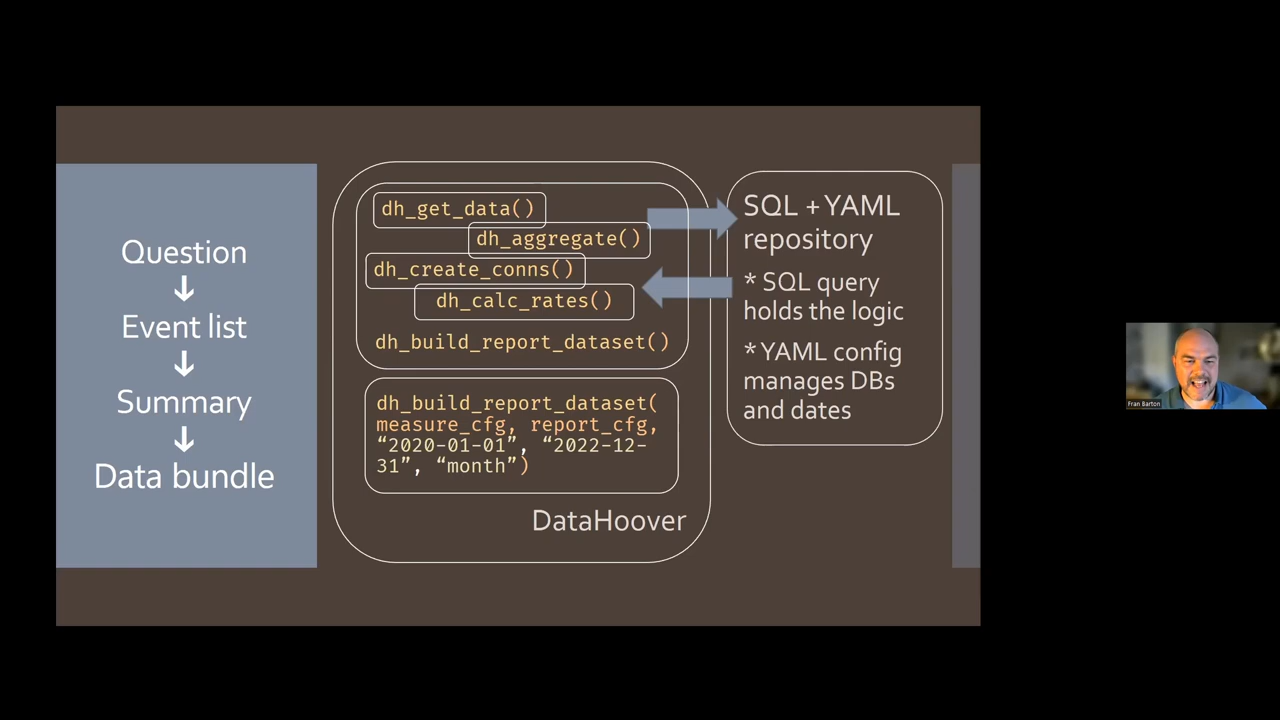 Question
↓
Event list
↓
Summary
↓
Data bundle
dh_get_data()
dh_aggregate()
dh_create_conns()
dh_calc_rates()
dh_build_report_dataset()
dh_build_report_dataset(
measure_cfg, report_cfg,
“2020-01-01”, “2022-12-
31”, “month”)
DataHoover
SQL + YAML
repository
* SQL query
holds the logic
* YAML config
manages DBs
and dates
Fran Barton